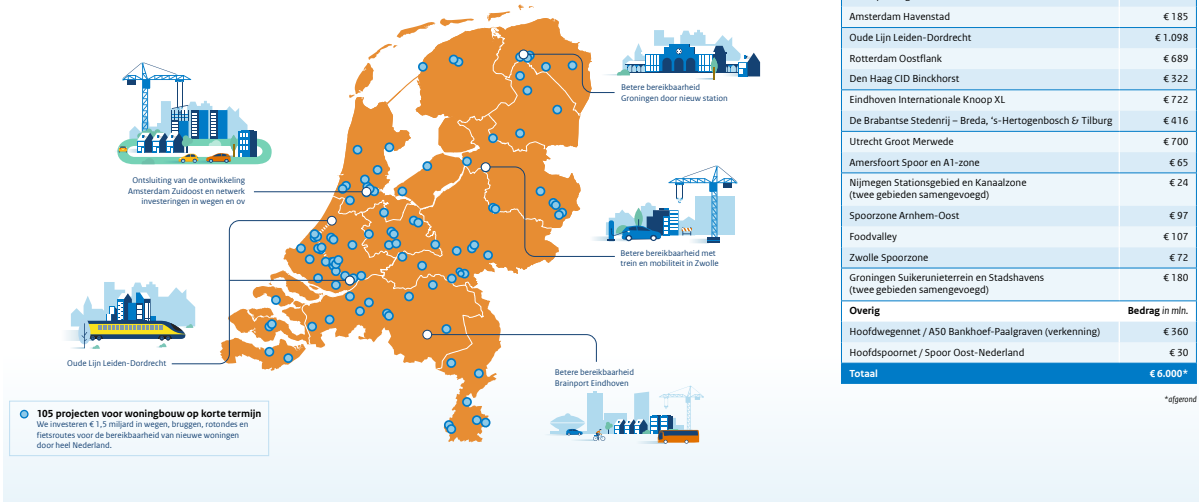 Betere bereikbaarheid
Groningen door nieuw station
Ontsluiting van de ontwikkeling
Amsterdam Zuidoost en netwerk
investeringen in wegen en ov
Betere bereikbaarheid met
trein en mobiliteit in Zwolle
Oude Lijn Leiden-Dordrecht
Betere bereikbaarheid
Brainport Eindhoven
105 projecten voor woningbouw op korte termijn
We investeren € 1,5 miljard in wegen, bruggen, rotondes en
fietsroutes voor de bereikbaarheid van nieuwe woningen
door heel Nederland.
Amsterdam Havenstad € 185
Oude Lijn Leiden-Dordrecht € 1.098
Rotterdam Oostflank € 689
Den Haag CID Binckhorst € 322
Eindhoven Internationale Knoop XL € 722
De Brabantse Stedenrij – Breda, ‘s-Hertogenbosch & Tilburg € 416
Utrecht Groot Merwede € 700
Amersfoort Spoor en A1-zone € 65
Nijmegen Stationsgebied en Kanaalzone € 24
(twee gebieden samengevoegd)
Spoorzone Arnhem-Oost € 97
Foodvalley € 107
Zwolle Spoorzone € 72
Groningen Suikerunieterrein en Stadshavens € 180
(twee gebieden samengevoegd)
Overig Bedrag in mln.
Hoofdwegennet / A50 Bankhoef-Paalgraven (verkenning) € 360
Hoofdspoornet / Spoor Oost-Nederland € 30
Totaal € 6.000*
*afgerond